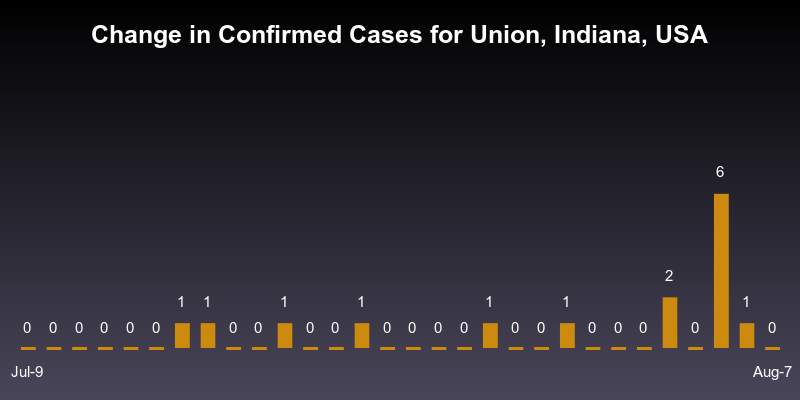 Change in Confirmed Cases for Union, Indiana, USA
6
2
1 1 1 1 1 1 1
0 0 0 0 0 0 0 0 0 0 0 0 0 0 0 0 0 0 0 0 0
Jul-9 Aug-7